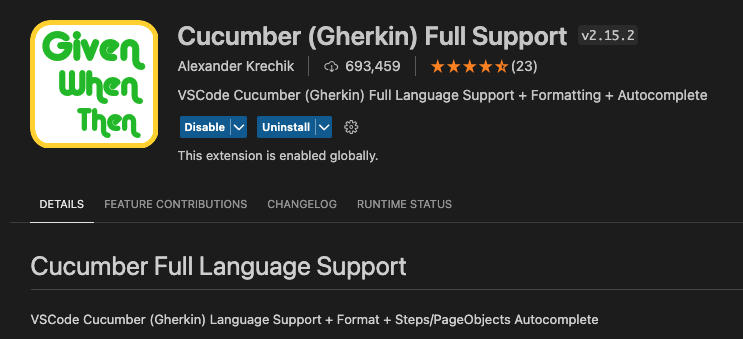 Given
When
Then
Cucumber (Gherkin) Full Support v2.15.2
Alexander Krechik 693,459 (23)
VSCode Cucumber (Gherkin) Full Language Support + Formatting + Autocomplete
Disable Uninstall
This extension is enabled globally.
DETAILS FEATURE CONTRIBUTIONS CHANGELOG RUNTIME STATUS
Cucumber Full Language Support
VSCode Cucumber (Gherkin) Language Support + Format + Steps/PageObjects Autocomplete